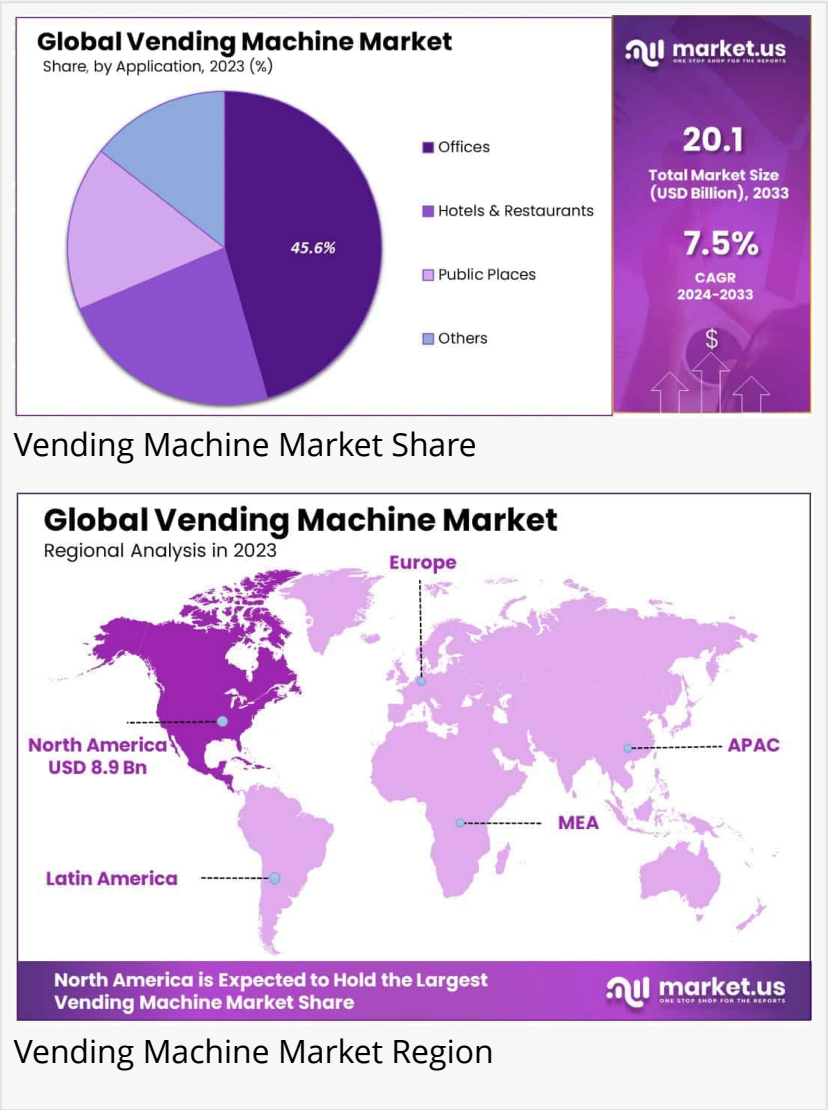 Global Vending Machine Market
Share, by Application, 2023 (%)
45.6%
Offices
Hotels & Restaurants
Public Places
Others
market.us
ONE STOP SHOP FOR THE REPORTS
20.1
Total Market Size
(USD Billion), 2033
7.5%
CAGR
2024-2033
$
Vending Machine Market Share
Global Vending Machine Market
Regional Analysis in 2023
Europe
North America
USD 8.9 Bn
APAC
MEA
Latin America
North America is Expected to Hold the Largest
Vending Machine Market Share
market.us
ONE STOP SHOP FOR THE REPORTS
Vending Machine Market Region